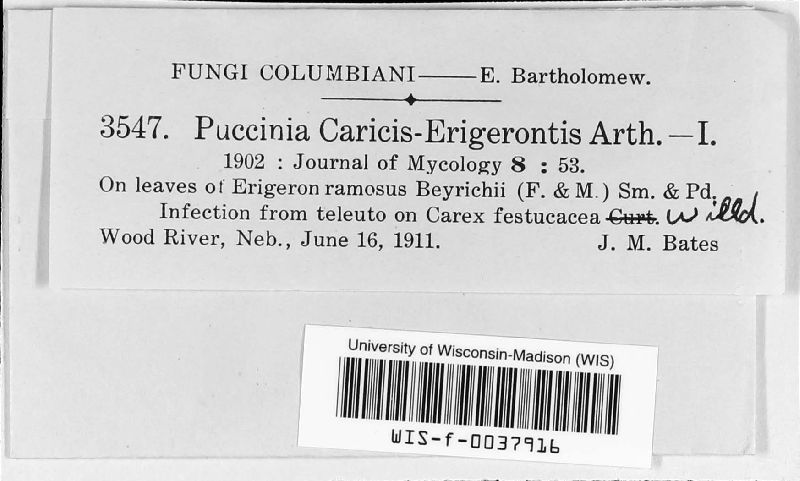 FUNGI COLUMBIANI——E. Bartholomew.
3547. Puccinia Caricis-Erigerontis Arth.—I.
1902 : Journal of Mycology 8 : 53.
On leaves of Erigeron ramosus Beyrichii (F. & M.) Sm. & Pd.
Infection from teleuto on Carex festucacea Curt. Willd.
Wood River, Neb., June 16, 1911. J. M. Bates
University of Wisconsin-Madison (WIS)
WIS-f-0037916